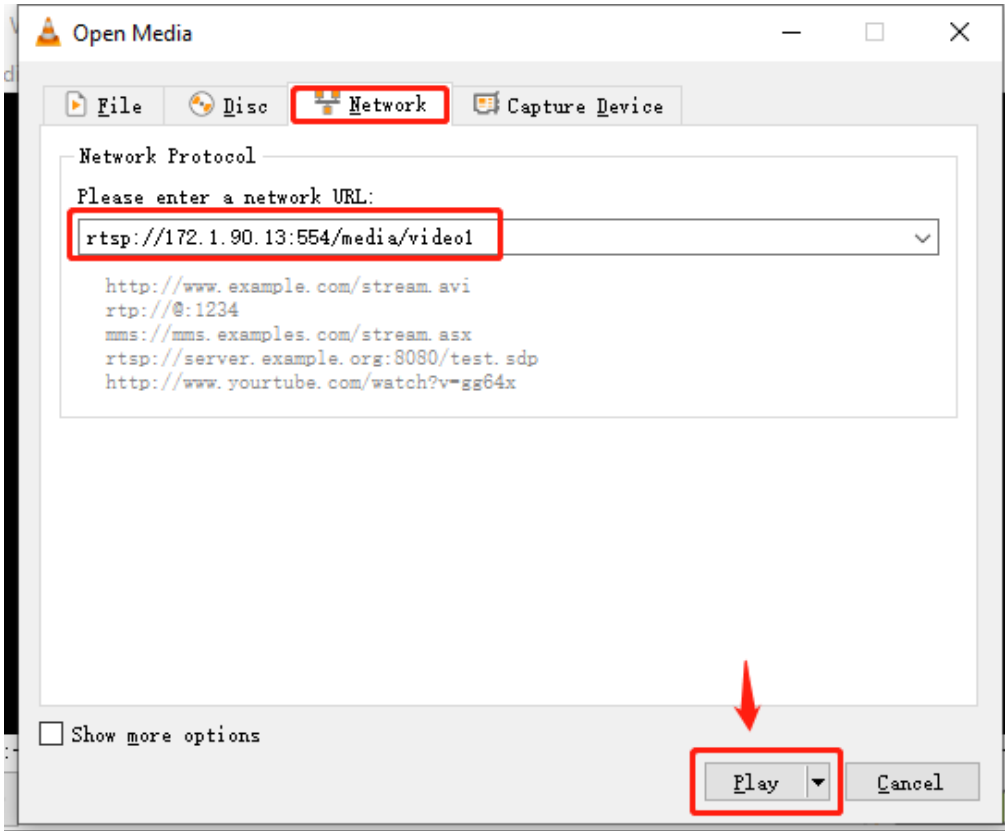 Open Media
File Disc Network Capture Device
Network Protocol
Please enter a network URL:
rtsp://172.1.90.13:554/media/video1
http://www.example.com/stream.avi
rtp://@:1234
mms://mms.examples.com/stream.asx
rtsp://server.example.org:8080/test.sdp
http://www.yourtube.com/watch?v=gg64x
Show more options
Play Cancel